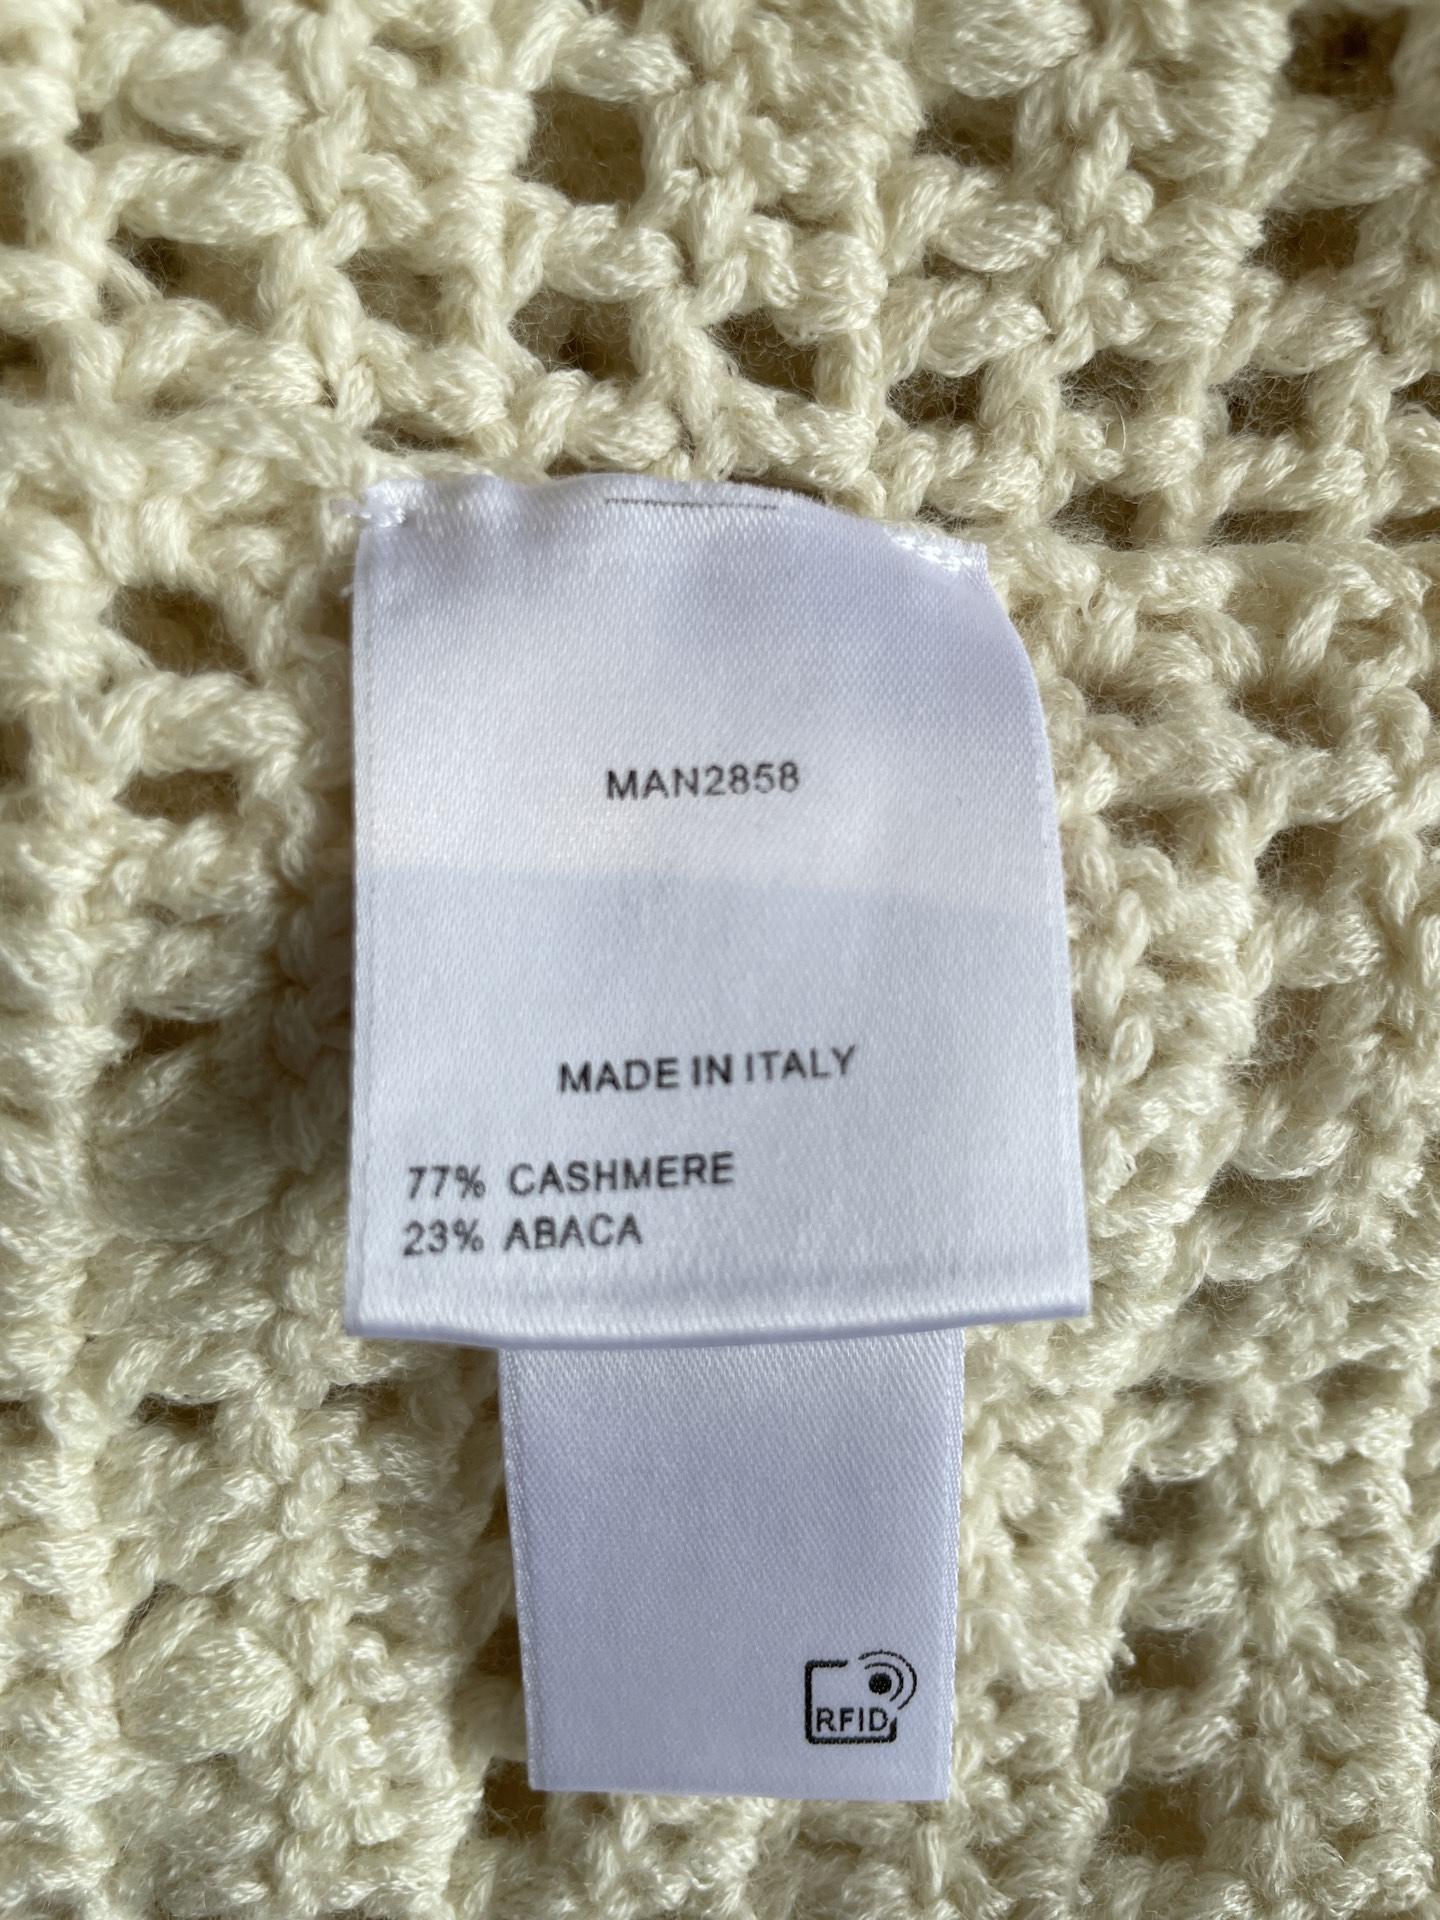 MAN2858
MADE IN ITALY
77% CASHMERE
23% ABACA
RFID